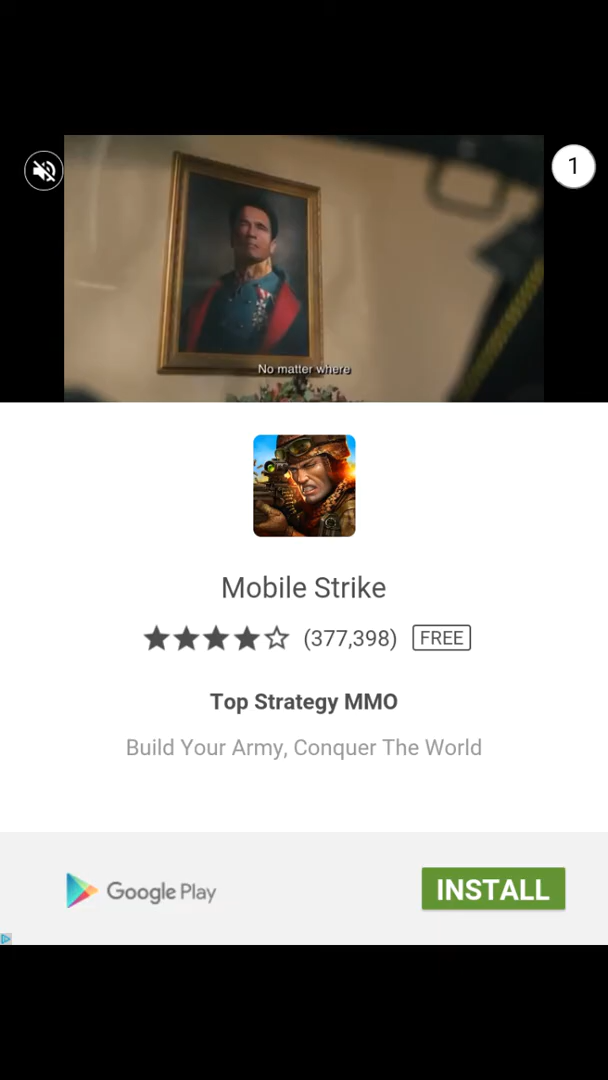 1
No matter where
Mobile Strike
(377,398) FREE
Top Strategy MMO
Build Your Army, Conquer The World
Google Play
INSTALL